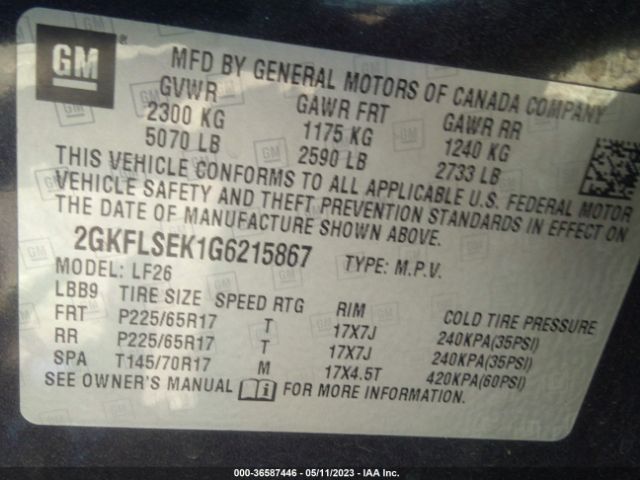 GM
MFD BY GENERAL MOTORS OF CANADA COMPANY
GVWR GAWR FRT GAWR RR
2300 KG 1175 KG 1240 KG
5070 LB 2590 LB 2733 LB
THIS VEHICLE CONFORMS TO ALL APPLICABLE U.S. FEDERAL MOTOR
VEHICLE SAFETY AND THEFT PREVENTION STANDARDS IN EFFECT ON
THE DATE OF MANUFACTURE SHOWN ABOVE.
2GKFLSEK1G6215867 TYPE: M.P.V.
MODEL: LF26
LBB9 TIRE SIZE SPEED RTG RIM COLD TIRE PRESSURE
FRT P225/65R17 T 17X7J 240KPA(35PSI)
RR P225/65R17 T 17X7J 240KPA(35PSI)
SPA T145/70R17 M 17X4.5T 420KPA(60PSI)
SEE OWNER'S MANUAL FOR MORE INFORMATION.
000-36587446 - 05/11/2023 - IAA Inc.